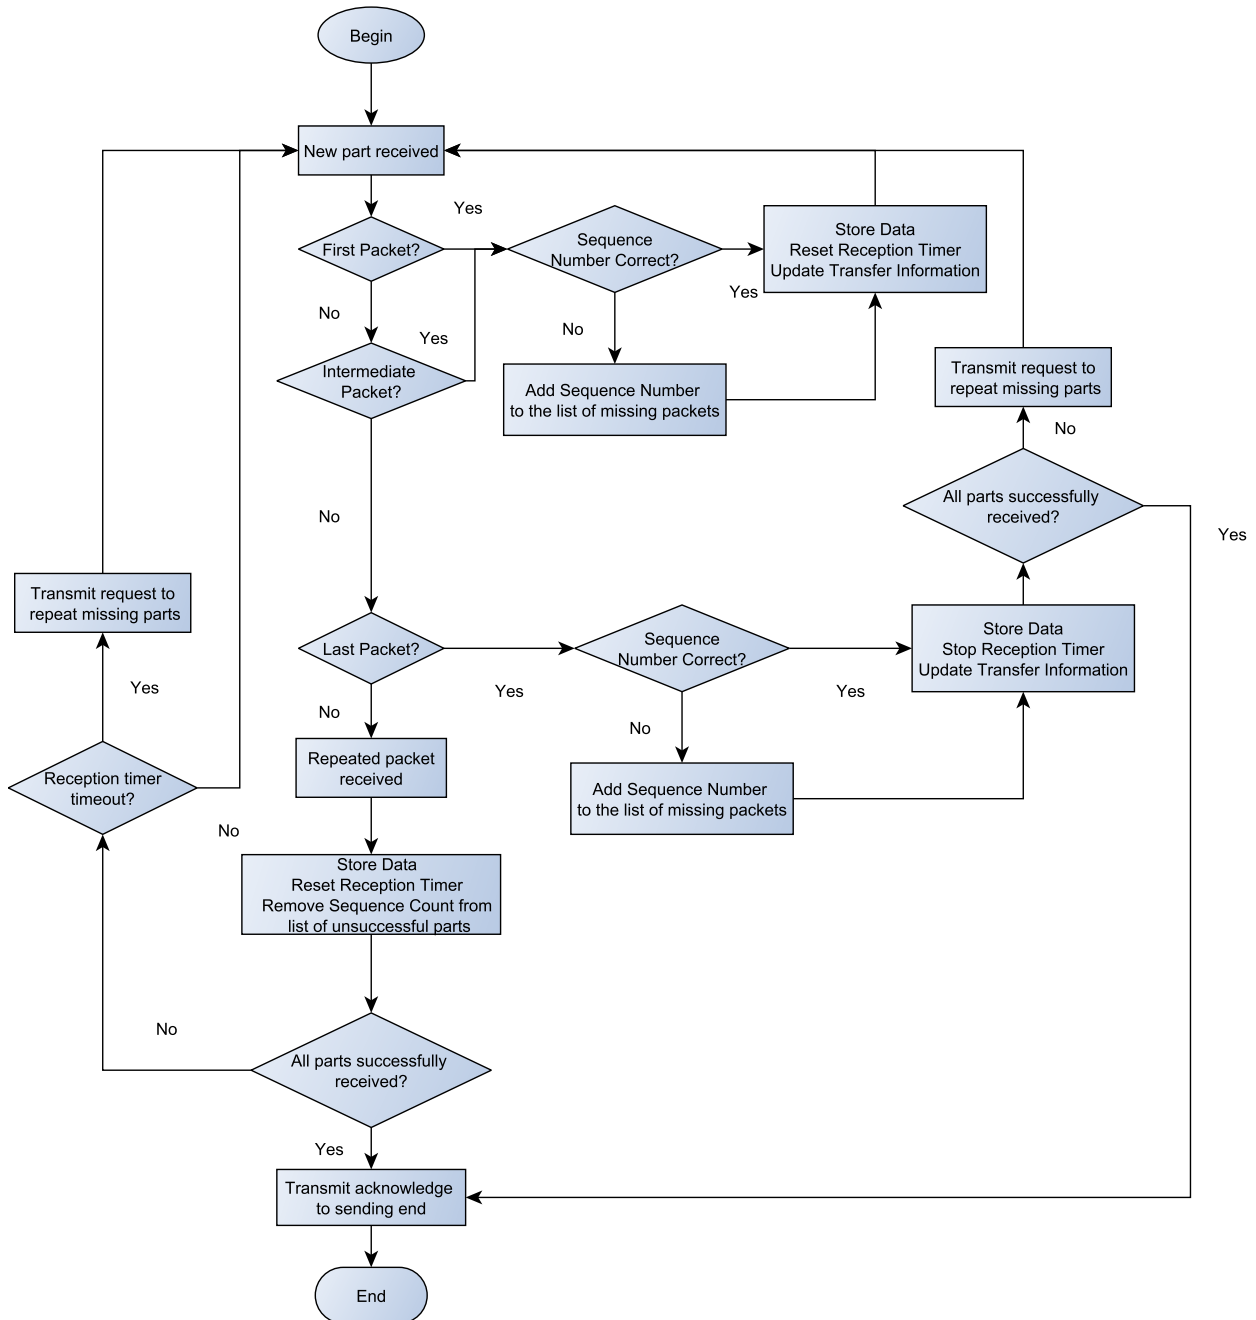 Begin
New part received
Yes
First Packet?
Sequence
Number Correct?
Store Data
Reset Reception Timer
Update Transfer Information
Yes
No
Yes
No
Intermediate
Packet?
Add Sequence Number
to the list of missing packets
Transmit request to
repeat missing parts
No
All parts successfully
received?
Yes
No
Transmit request to
repeat missing parts
Last Packet?
Sequence
Number Correct?
Store Data
Stop Reception Timer
Update Transfer Information
Yes
Yes
Yes
No
No
Repeated packet
received
Reception timer
timeout?
Add Sequence Number
to the list of missing packets
No
Store Data
Reset Reception Timer
Remove Sequence Count from
list of unsuccessful parts
No
All parts successfully
received?
Yes
Transmit acknowledge
to sending end
End